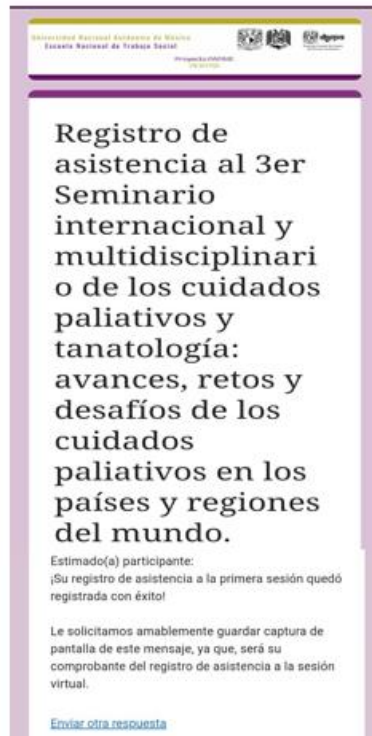 Universidad Nacional Autónoma de México
Escuela Nacional de Trabajo Social
Proyecto PAPIME
dgapa
Registro de
asistencia al 3er
Seminario
internacional y
multidisciplinari
o de los cuidados
paliativos y
tanatología:
avances, retos y
desafíos de los
cuidados
paliativos en los
países y regiones
del mundo.
Estimado(a) participante:
¡Su registro de asistencia a la primera sesión quedó
registrada con éxito!
Le solicitamos amablemente guardar captura de
pantalla de este mensaje, ya que, será su
comprobante del registro de asistencia a la sesión
virtual.
Enviar otra respuesta